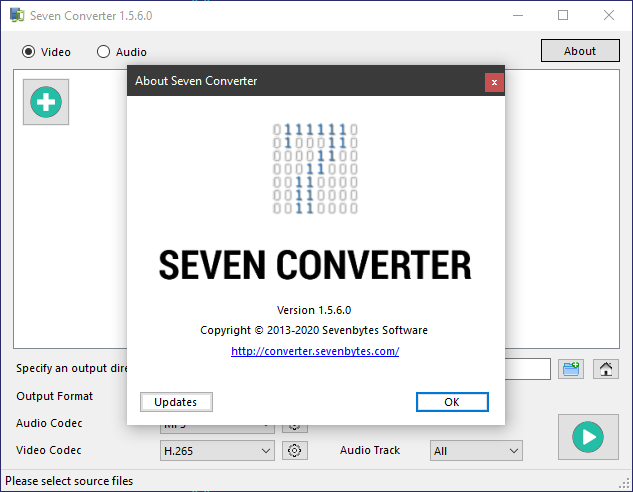 Seven Converter 1.5.6.0
Video
Audio
About
About Seven Converter
01111110
01000110
00001100
00011000
00110000
00110000
00110000
SEVEN CONVERTER
Version 1.5.6.0
Copyright © 2013-2020 Sevenbytes Software
http://converter.sevenbytes.com/
Updates
OK
Specify an output dire
Output Format
Audio Codec MP3
Video Codec H.265 Audio Track All
Please select source files